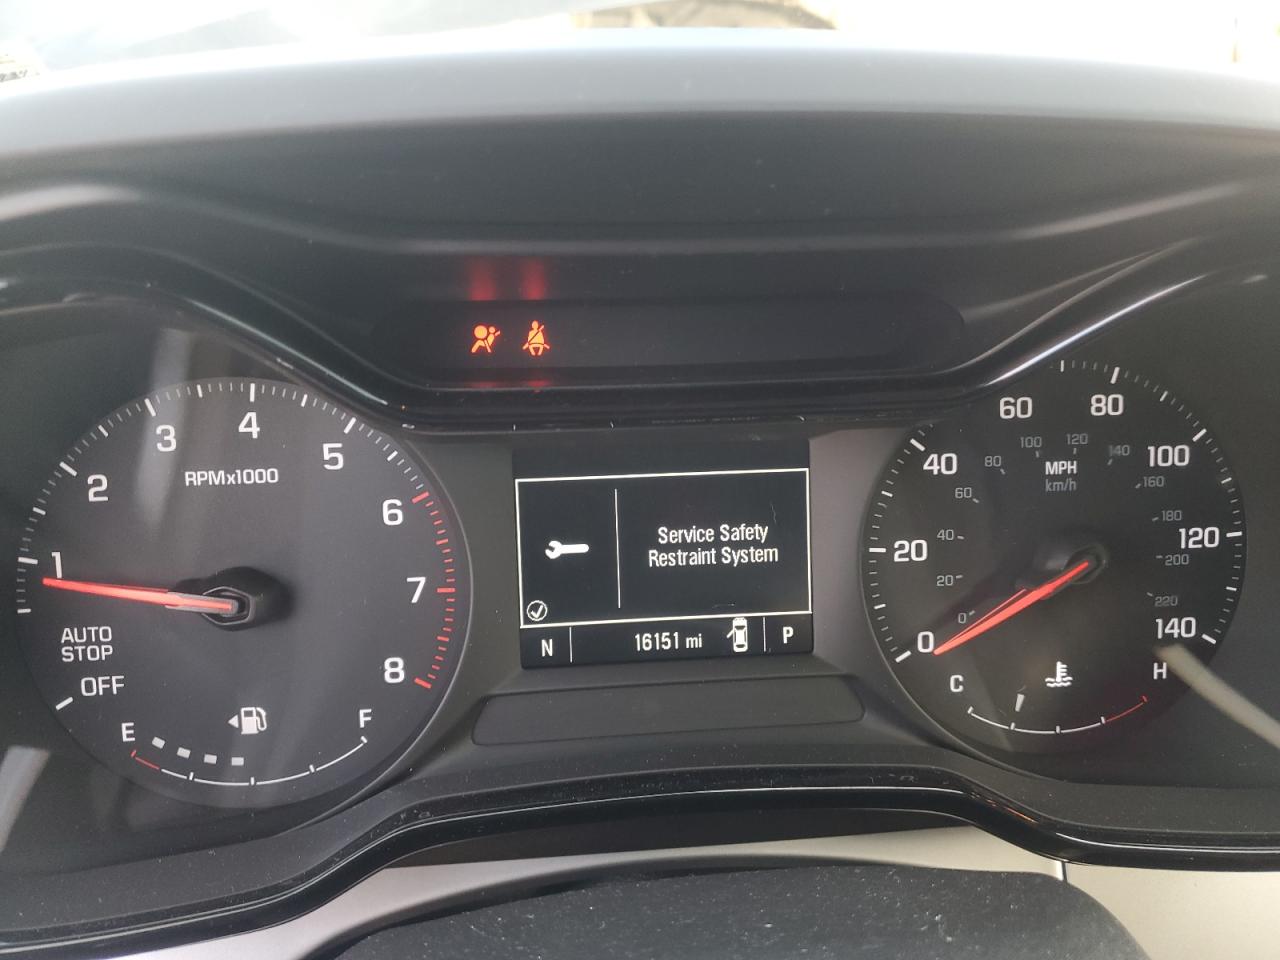 1
2
3
4
5
6
7
8
RPMx1000
AUTO
STOP
OFF
E
F
Service Safety
Restraint System
N
16151 mi
P
0
20
40
60
80
100
120
140
MPH
km/h
0
20
40
60
80
100
120
140
160
180
200
220
C
H